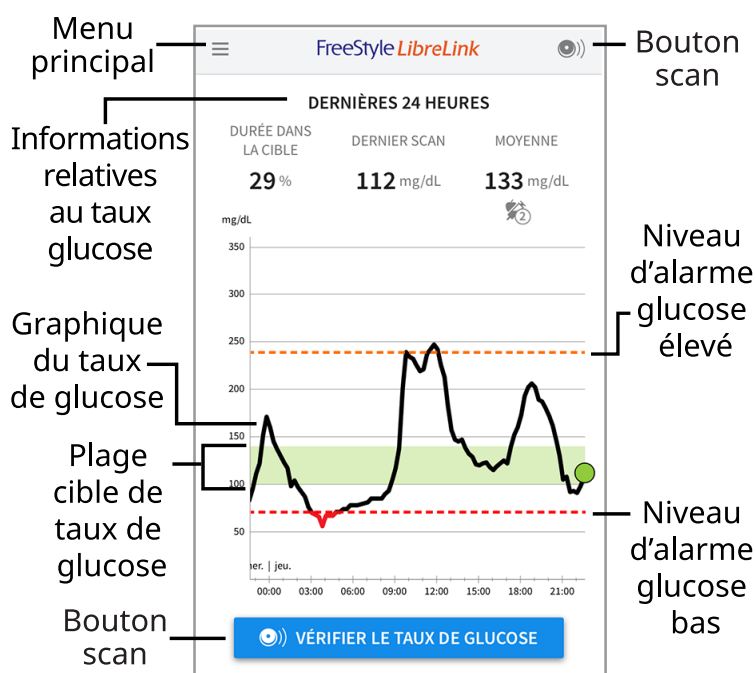 Menu
principal
FreeStyle LibreLink
Bouton
scan
DERNIÈRES 24 HEURES
Informations
relatives
au taux
glucose
DURÉE DANS
LA CIBLE
29 %
DERNIER SCAN
112 mg/dL
MOYENNE
133 mg/dL
2
mg/dL
350
300
250
200
150
100
50
Niveau
d'alarme
glucose
élevé
Graphique
du taux
de glucose
Plage
cible de
taux de
glucose
Niveau
d'alarme
glucose
bas
er. | jeu.
00:00 03:00 06:00 09:00 12:00 15:00 18:00 21:00
Bouton
scan
VÉRIFIER LE TAUX DE GLUCOSE